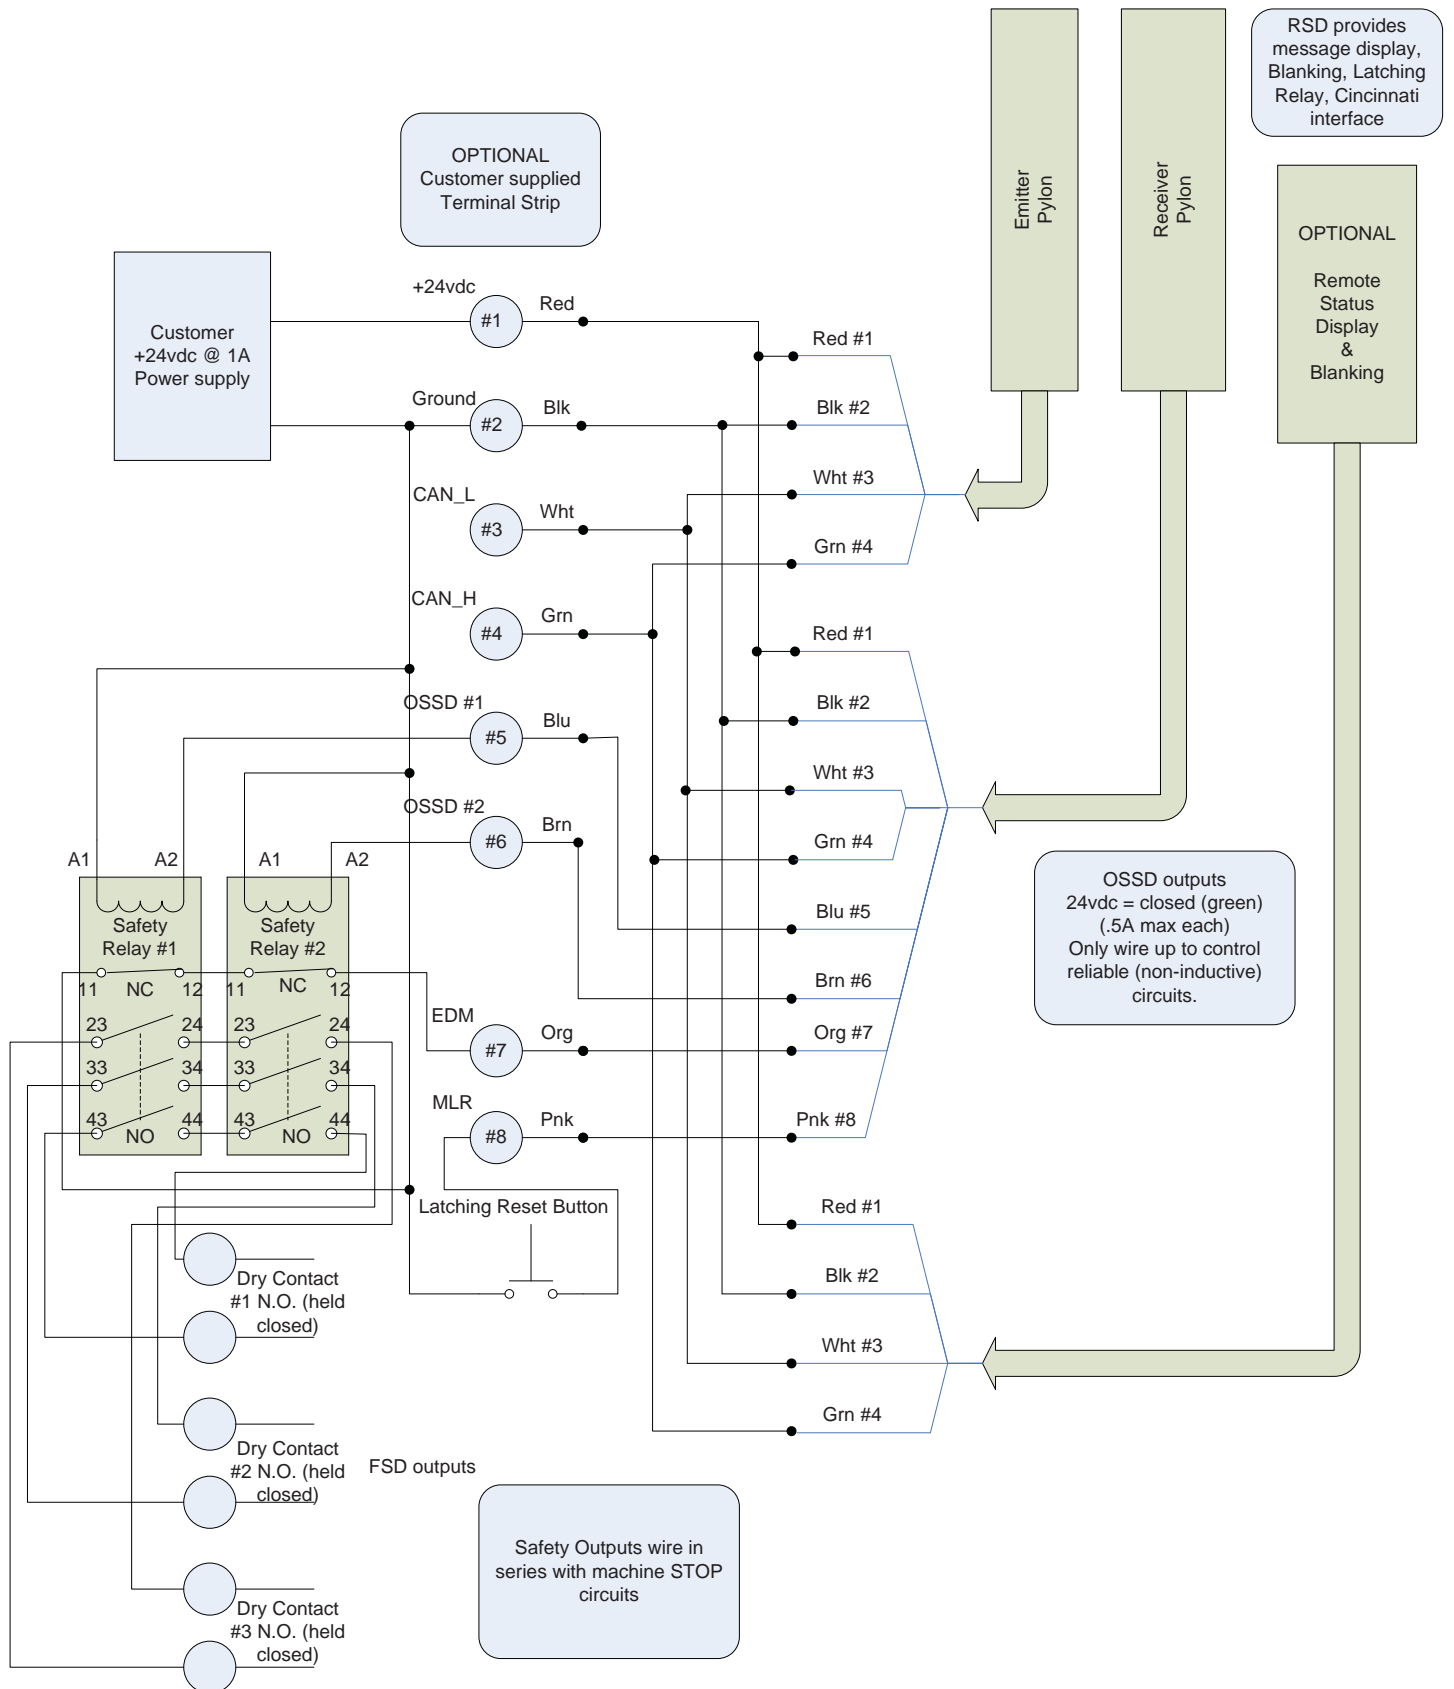 RSD provides
message display,
Blanking, Latching
Relay, Cincinnati
interface
OPTIONAL
Customer supplied
Terminal Strip
Emitter
Pylon
Receiver
Pylon
OPTIONAL
Remote
Status
Display
&
Blanking
Customer
+24vdc @ 1A
Power supply
+24vdc
#1
Red
Ground
#2
Blk
CAN_L
#3
Wht
CAN_H
#4
Grn
OSSD #1
#5
Blu
OSSD #2
#6
Brn
EDM
#7
Org
MLR
#8
Pnk
Latching Reset Button
Red #1
Blk #2
Wht #3
Grn #4
Red #1
Blk #2
Wht #3
Grn #4
Blu #5
Brn #6
Org #7
Pnk #8
Red #1
Blk #2
Wht #3
Grn #4
OSSD outputs
24vdc = closed (green)
(.5A max each)
Only wire up to control
reliable (non-inductive)
circuits.
A1
A2
Safety
Relay #1
11
NC
12
23
24
33
34
43
44
NO
A1
A2
Safety
Relay #2
11
NC
12
23
24
33
34
43
44
NO
Dry Contact
#1 N.O. (held
closed)
Dry Contact
#2 N.O. (held
closed)
Dry Contact
#3 N.O. (held
closed)
FSD outputs
Safety Outputs wire in
series with machine STOP
circuits